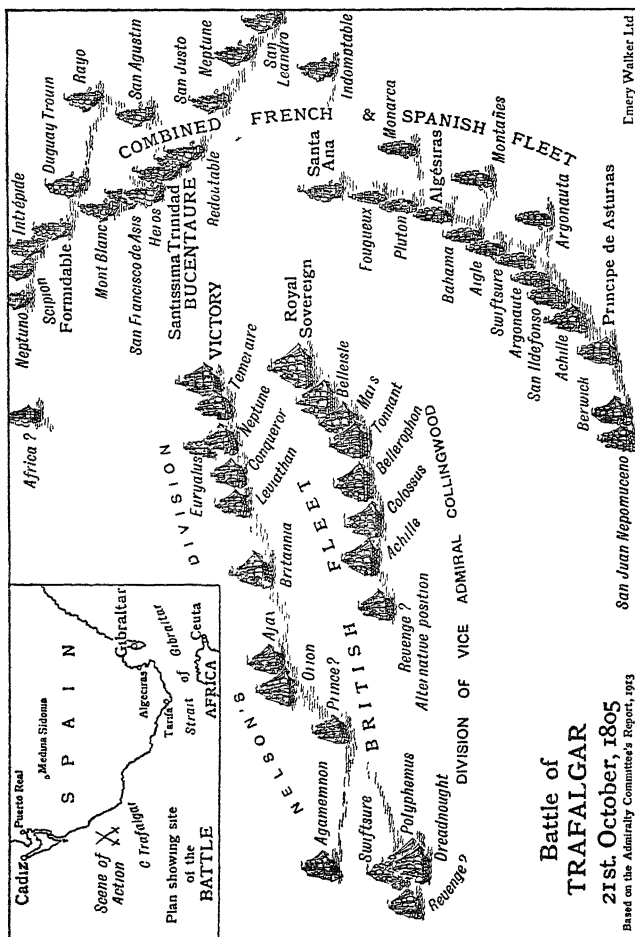 Battle of
TRAFALGAR
21st. October, 1805
Based on the Admiralty Committee's Report, 1913
Emery Walker Ltd
Cadiz
Puerto Real
Medina Sidonia
S P A I N
Scene of
Action
C Trafalgar
Algeciras
Gibraltar
Tarifa
Strait of Gibraltar
Ceuta
AFRICA
Plan showing site
of the
BATTLE
NELSON'S DIVISION
BRITISH FLEET
DIVISION OF VICE ADMIRAL COLLINGWOOD
COMBINED FRENCH & SPANISH FLEET
Africa ?
VICTORY
Temeraire
Neptune
Euryalus
Conqueror
Leviathan
Britannia
Ajax
Orion
Prince ?
Agamemnon
Royal
Sovereign
Belleisle
Mars
Tonnant
Bellerophon
Colossus
Achille
Revenge ?
Alternative position
Swiftsure
Polyphemus
Dreadnought
Revenge ?
Neptuno
Scipion
Intrépide
Formidable
Duguay Trouin
Rayo
Mont Blanc
San Francisco de Asis
San Agustin
Heros
Santissima Trinidad
BUCENTAURE
Redoutable
San Justo
Neptune
San
Leandro
Indomptable
Santa
Ana
Monarca
Fougueux
Pluton
Algésiras
Montañes
Bahama
Aigle
Swiftsure
Argonaute
Argonauta
San Ildefonso
Achille
Principe de Asturias
Berwick
San Juan Nepomuceno